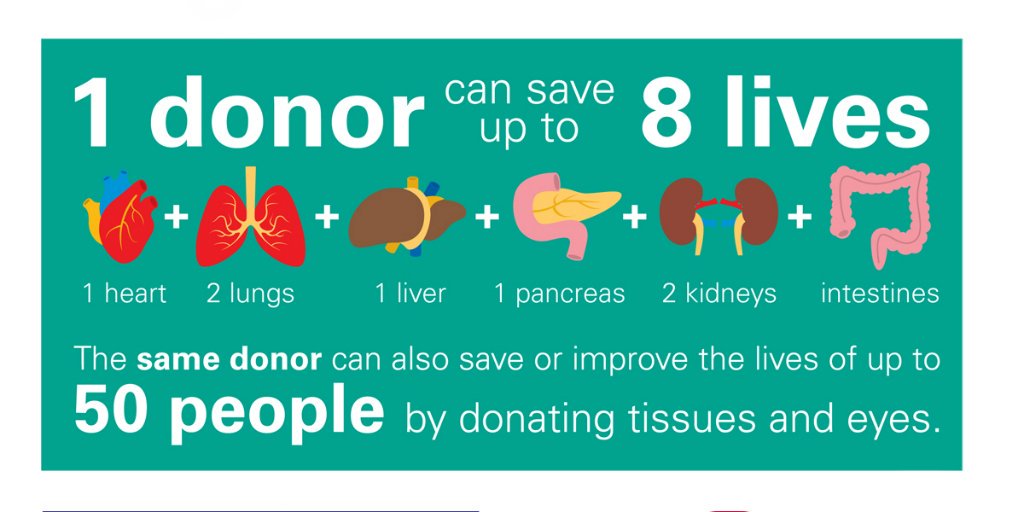 1 donor can save up to 8 lives
+ + + + +
1 heart 2 lungs 1 liver 1 pancreas 2 kidneys intestines
The same donor can also save or improve the lives of up to
50 people by donating tissues and eyes.